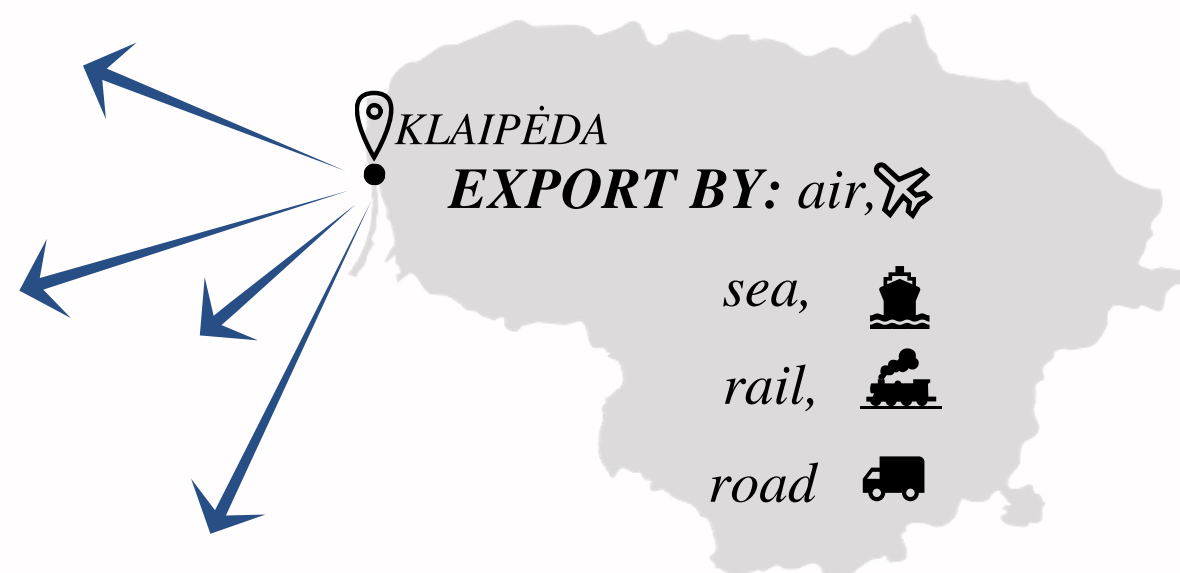 KLAIPĖDA
EXPORT BY: air,
sea,
rail,
road